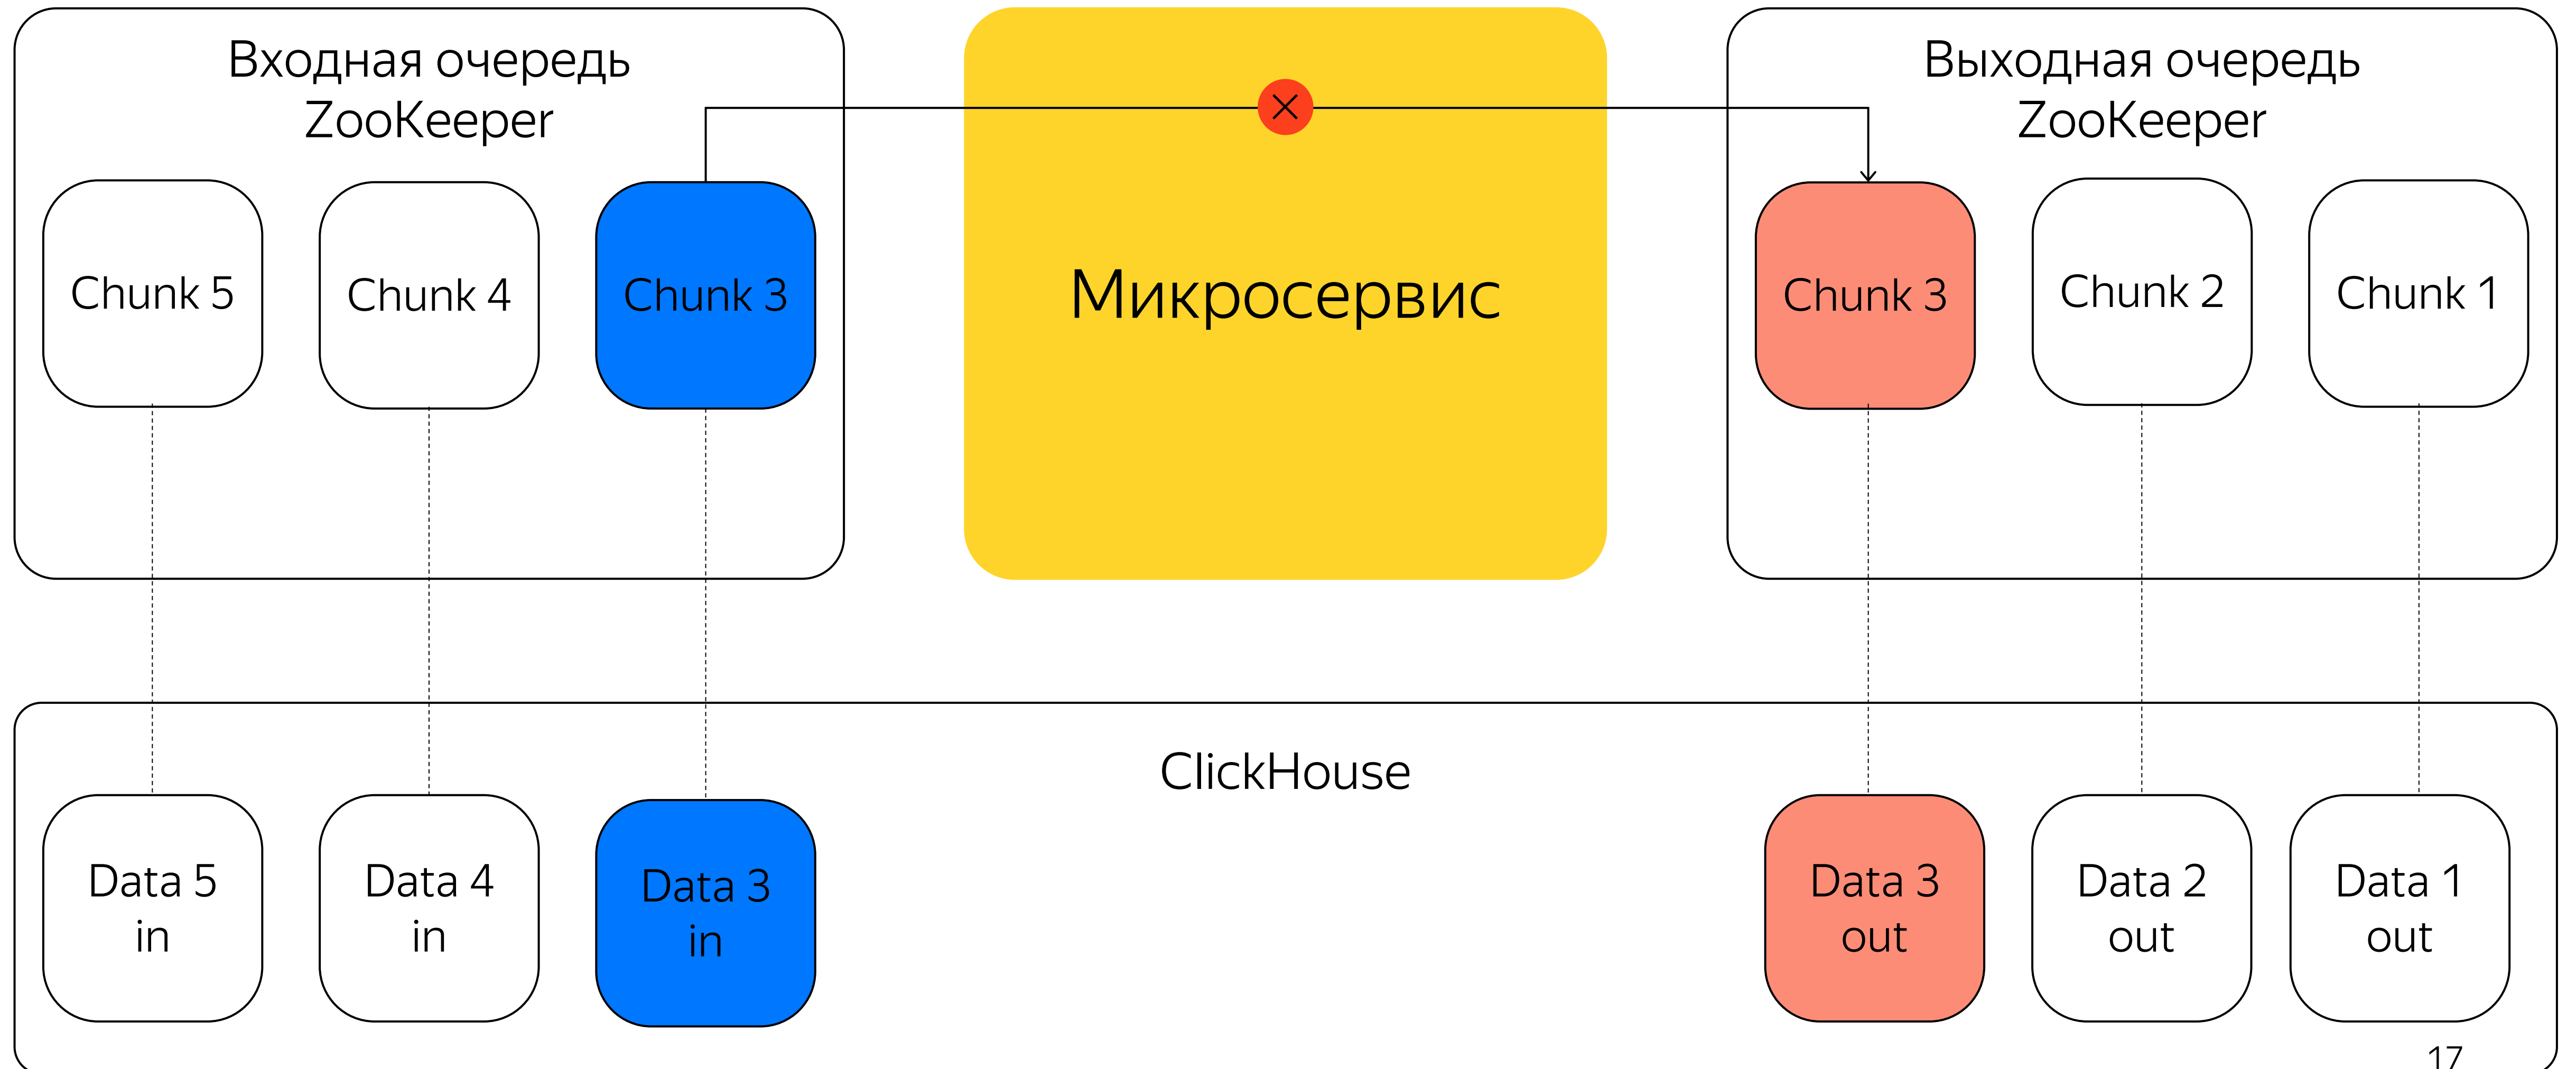 Входная очередь
ZooKeeper
Chunk 5
Chunk 4
Chunk 3
Микросервис
Выходная очередь
ZooKeeper
Chunk 3
Chunk 2
Chunk 1
ClickHouse
Data 5
in
Data 4
in
Data 3
in
Data 3
out
Data 2
out
Data 1
out
17